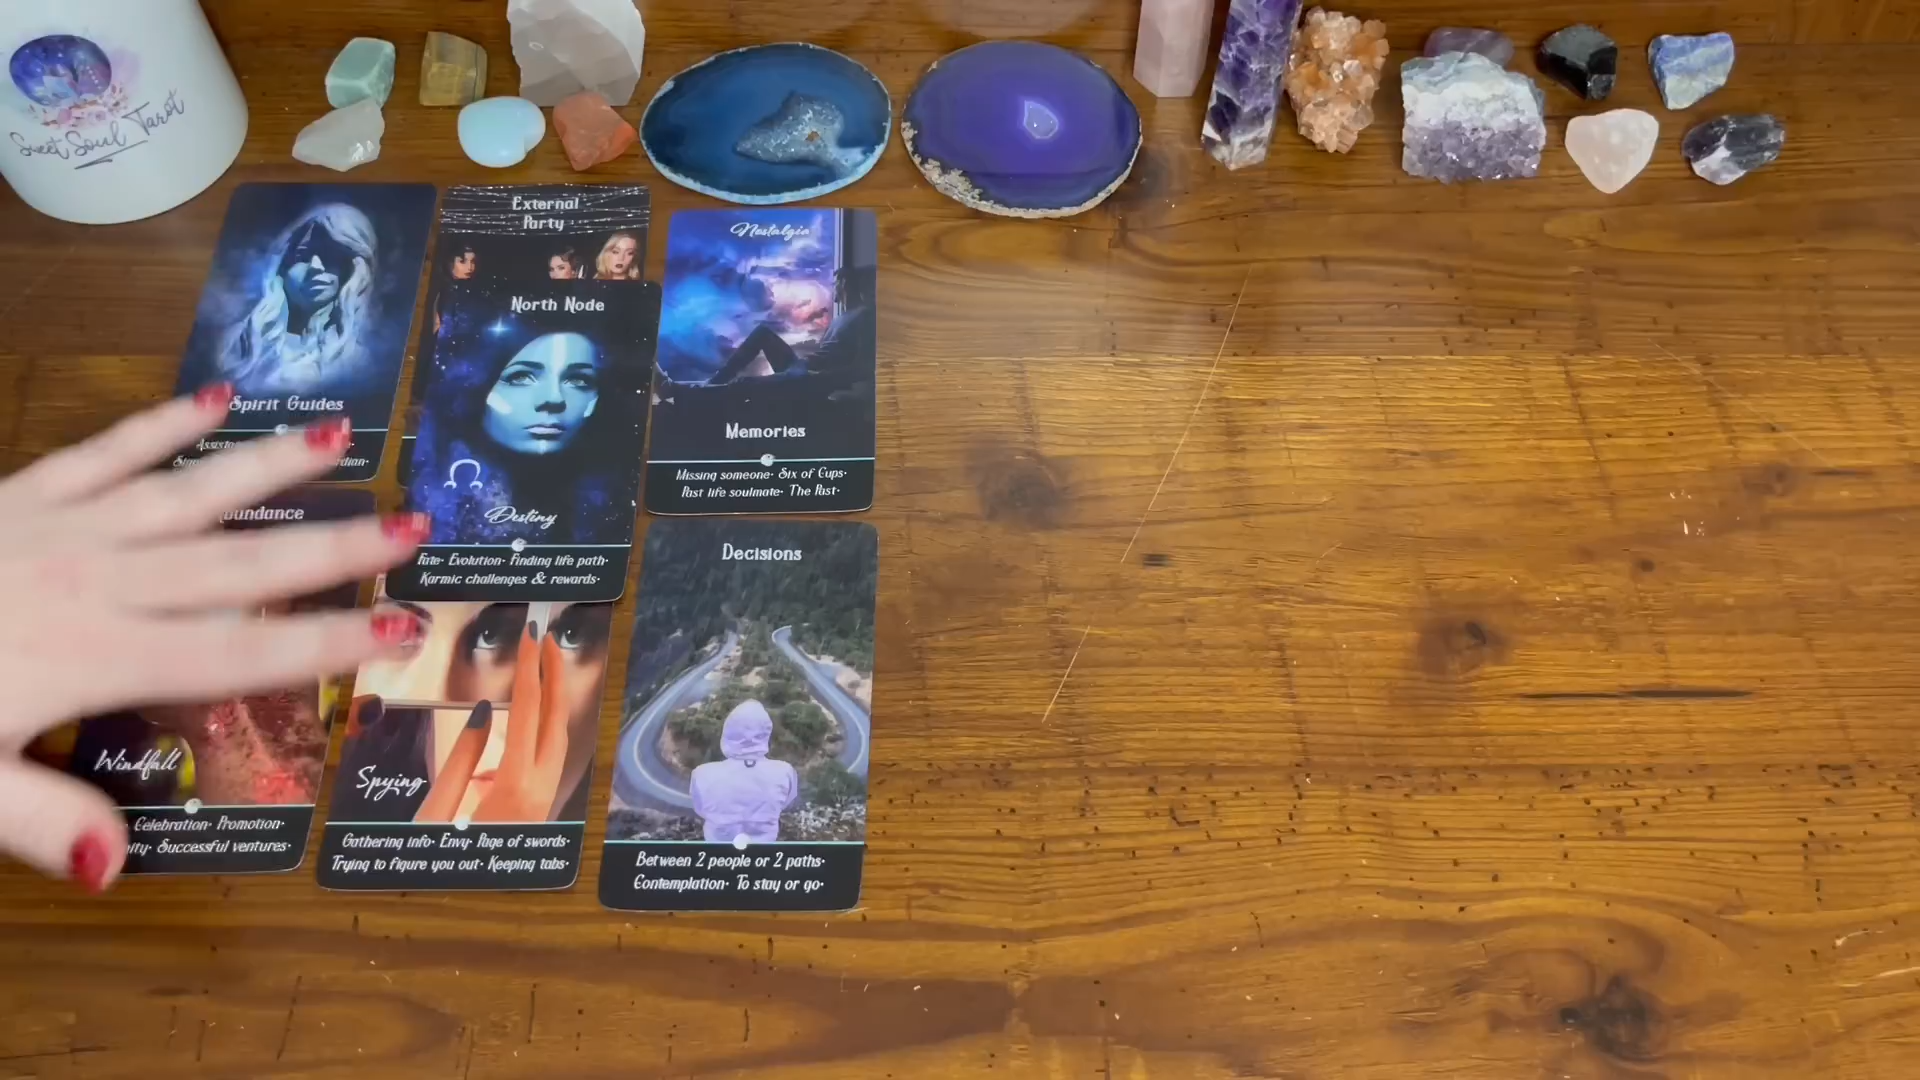 Sweet Soul Tarot
Spirit Guides
External
Party
North Node
Destiny
Fate· Evolution· Finding life path·
Karmic challenges & rewards·
Nostalgia
Memories
Missing someone· Six of Cups·
Past life soulmate· The Past·
Windfall
Celebration· Promotion·
Successful ventures·
Spying
Gathering info· Envy· Page of swords·
Trying to figure you out· Keeping tabs·
Decisions
Between 2 people or 2 paths·
Contemplation· To stay or go·